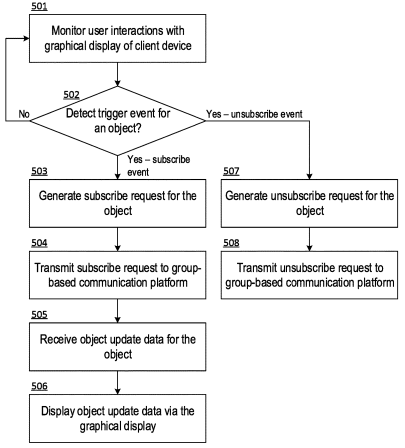 501
Monitor user interactions with
graphical display of client device
502
Detect trigger event for
an object?
No
Yes – unsubscribe event
Yes – subscribe
event
503
Generate subscribe request for the
object
507
Generate unsubscribe request for the
object
504
Transmit subscribe request to group-
based communication platform
508
Transmit unsubscribe request to
group-based communication platform
505
Receive object update data for the
object
506
Display object update data via the
graphical display